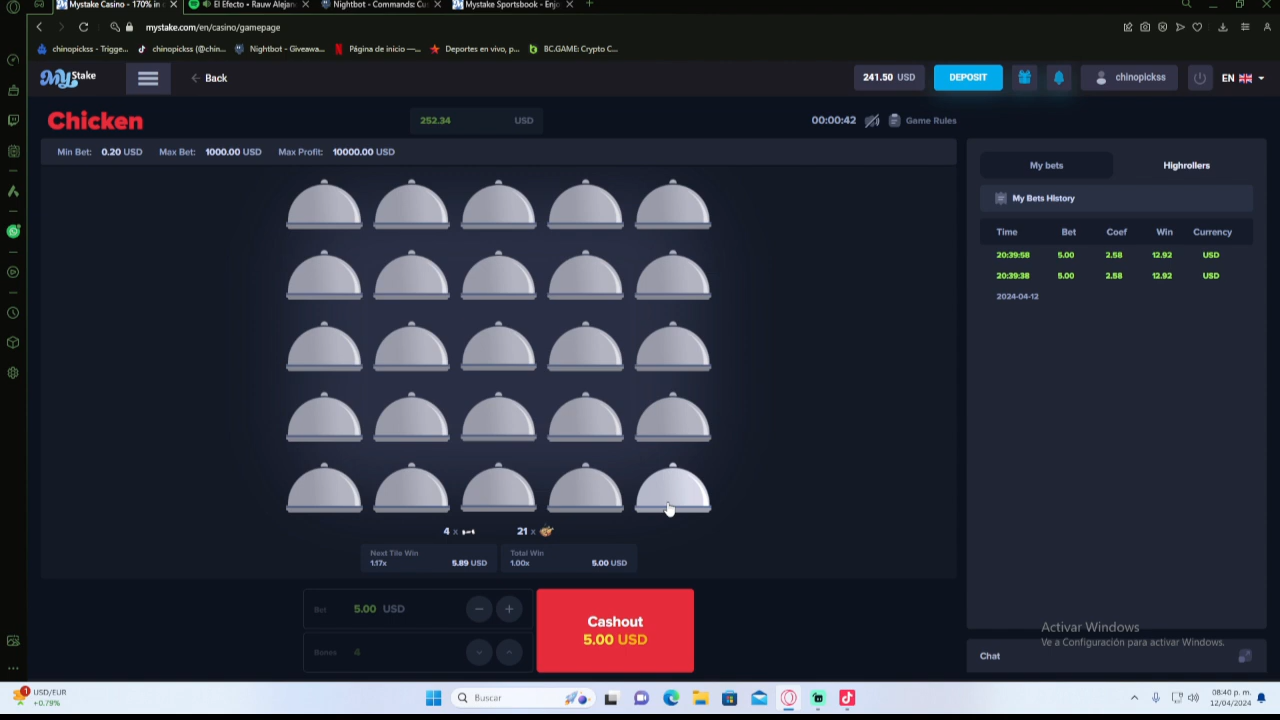 Mystake Casino - 170% in
El Efecto • Rauw Alejan
Nightbot - Commands: Cu
Mystake Sportsbook - Enjo
mystake.com/en/casino/gamepage
chinopickss - Trigge...
chinopickss (@chin...
Nightbot - Giveawa...
Página de inicio —...
Deportes en vivo, p...
BC.GAME: Crypto C...
MyStake
Back
241.50 USD
DEPOSIT
chinopickss
EN
Chicken
252.34 USD
00:00:42
Game Rules
Min Bet: 0.20 USD Max Bet: 1000.00 USD Max Profit: 10000.00 USD
My bets
Highrollers
My Bets History
Time Bet Coef Win Currency
20:39:58 5.00 2.58 12.92 USD
20:39:38 5.00 2.58 12.92 USD
2024-04-12
4 x
21 x
Next Tile Win
1.17x 5.89 USD
Total Win
1.00x 5.00 USD
Bet 5.00 USD
Bones 4
Cashout
5.00 USD
Activar Windows
Ve a Configuración para activar Windows.
Chat
1
USD/EUR
+0.79%
Buscar
08:40 p. m.
12/04/2024